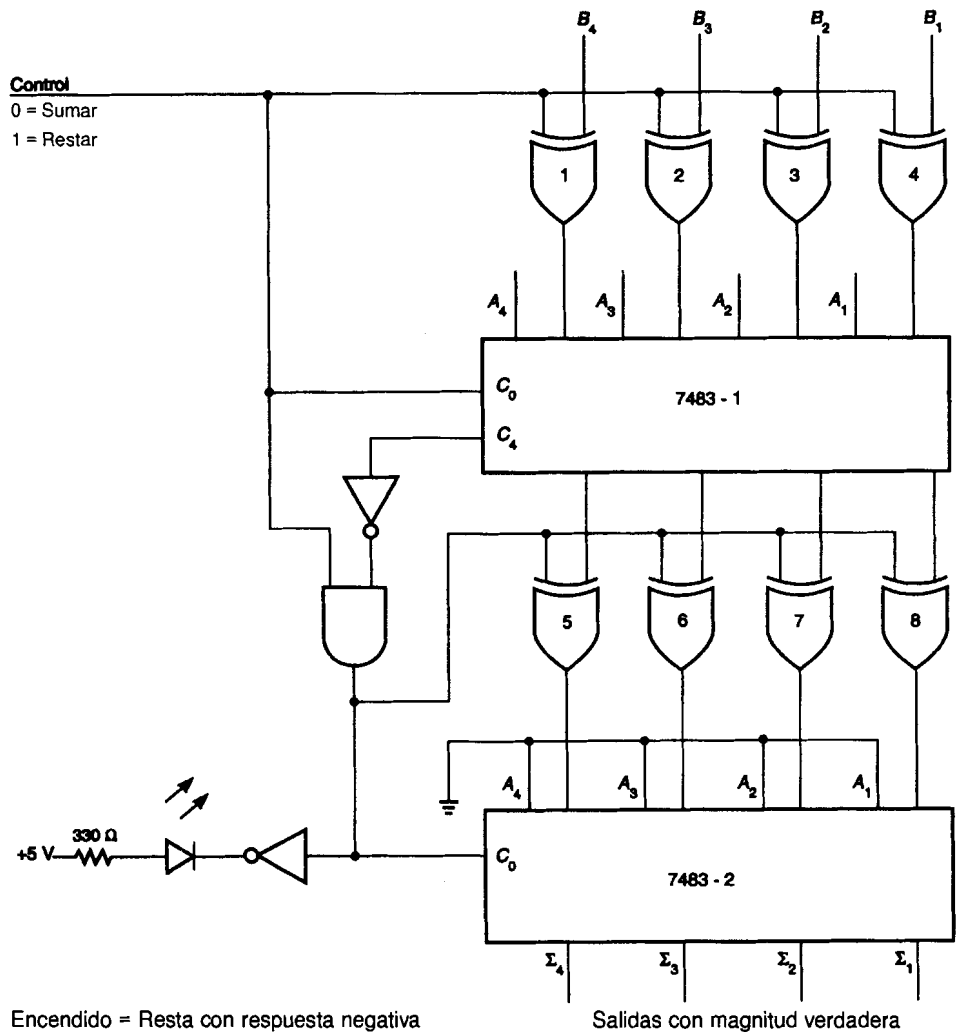 B₄ B₃ B₂ B₁
Control
0 = Sumar
1 = Restar
1 2 3 4
A₄ A₃ A₂ A₁
C₀
7483 - 1
C₄
5 6 7 8
A₄ A₃ A₂ A₁
330 Ω
+5 V
C₀
7483 - 2
Σ₄ Σ₃ Σ₂ Σ₁
Encendido = Resta con respuesta negativa
Salidas con magnitud verdadera